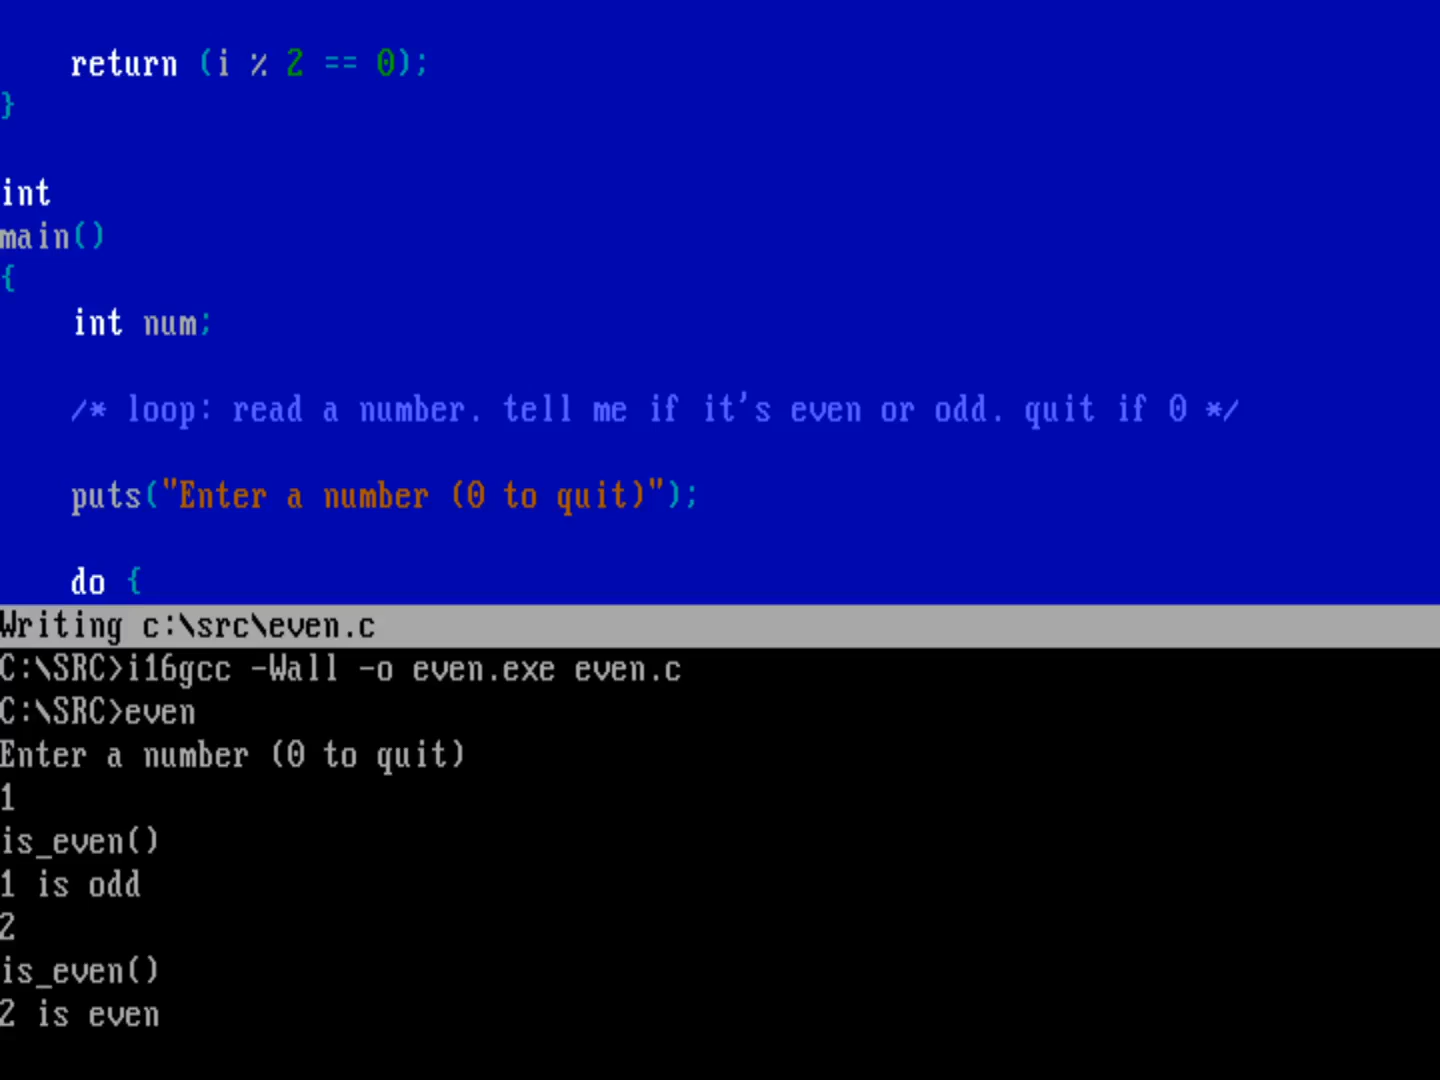 return (i % 2 == 0);
}
int
main()
{
int num;
/* loop: read a number. tell me if it's even or odd. quit if 0 */
puts("Enter a number (0 to quit)");
do {
Writing c:\src\even.c
C:\SRC>i16gcc -Wall -o even.exe even.c
C:\SRC>even
Enter a number (0 to quit)
1
is_even()
1 is odd
2
is_even()
2 is even